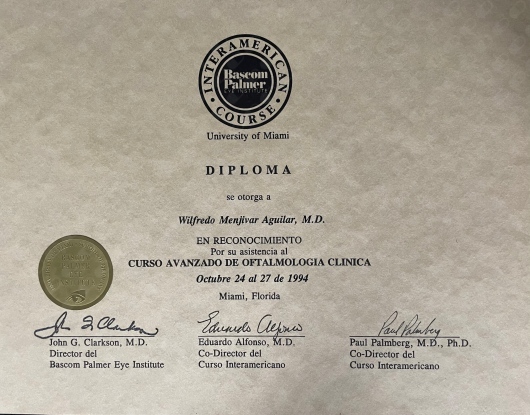 INTERAMERICAN
Bascom
Palmer
EYE INSTITUTE
COURSE
University of Miami
DIPLOMA
se otorga a
Wilfredo Menjivar Aguilar, M.D.
EN RECONOCIMIENTO
Por su asistencia al
CURSO AVANZADO DE OFTALMOLOGIA CLINICA
Octubre 24 al 27 de 1994
Miami, Florida
John G. Clarkson, M.D.
Director del
Bascom Palmer Eye Institute
Eduardo Alfonso, M.D.
Co-Director del
Curso Interamericano
Paul Palmberg
Paul Palmberg, M.D., Ph.D.
Co-Director del
Curso Interamericano